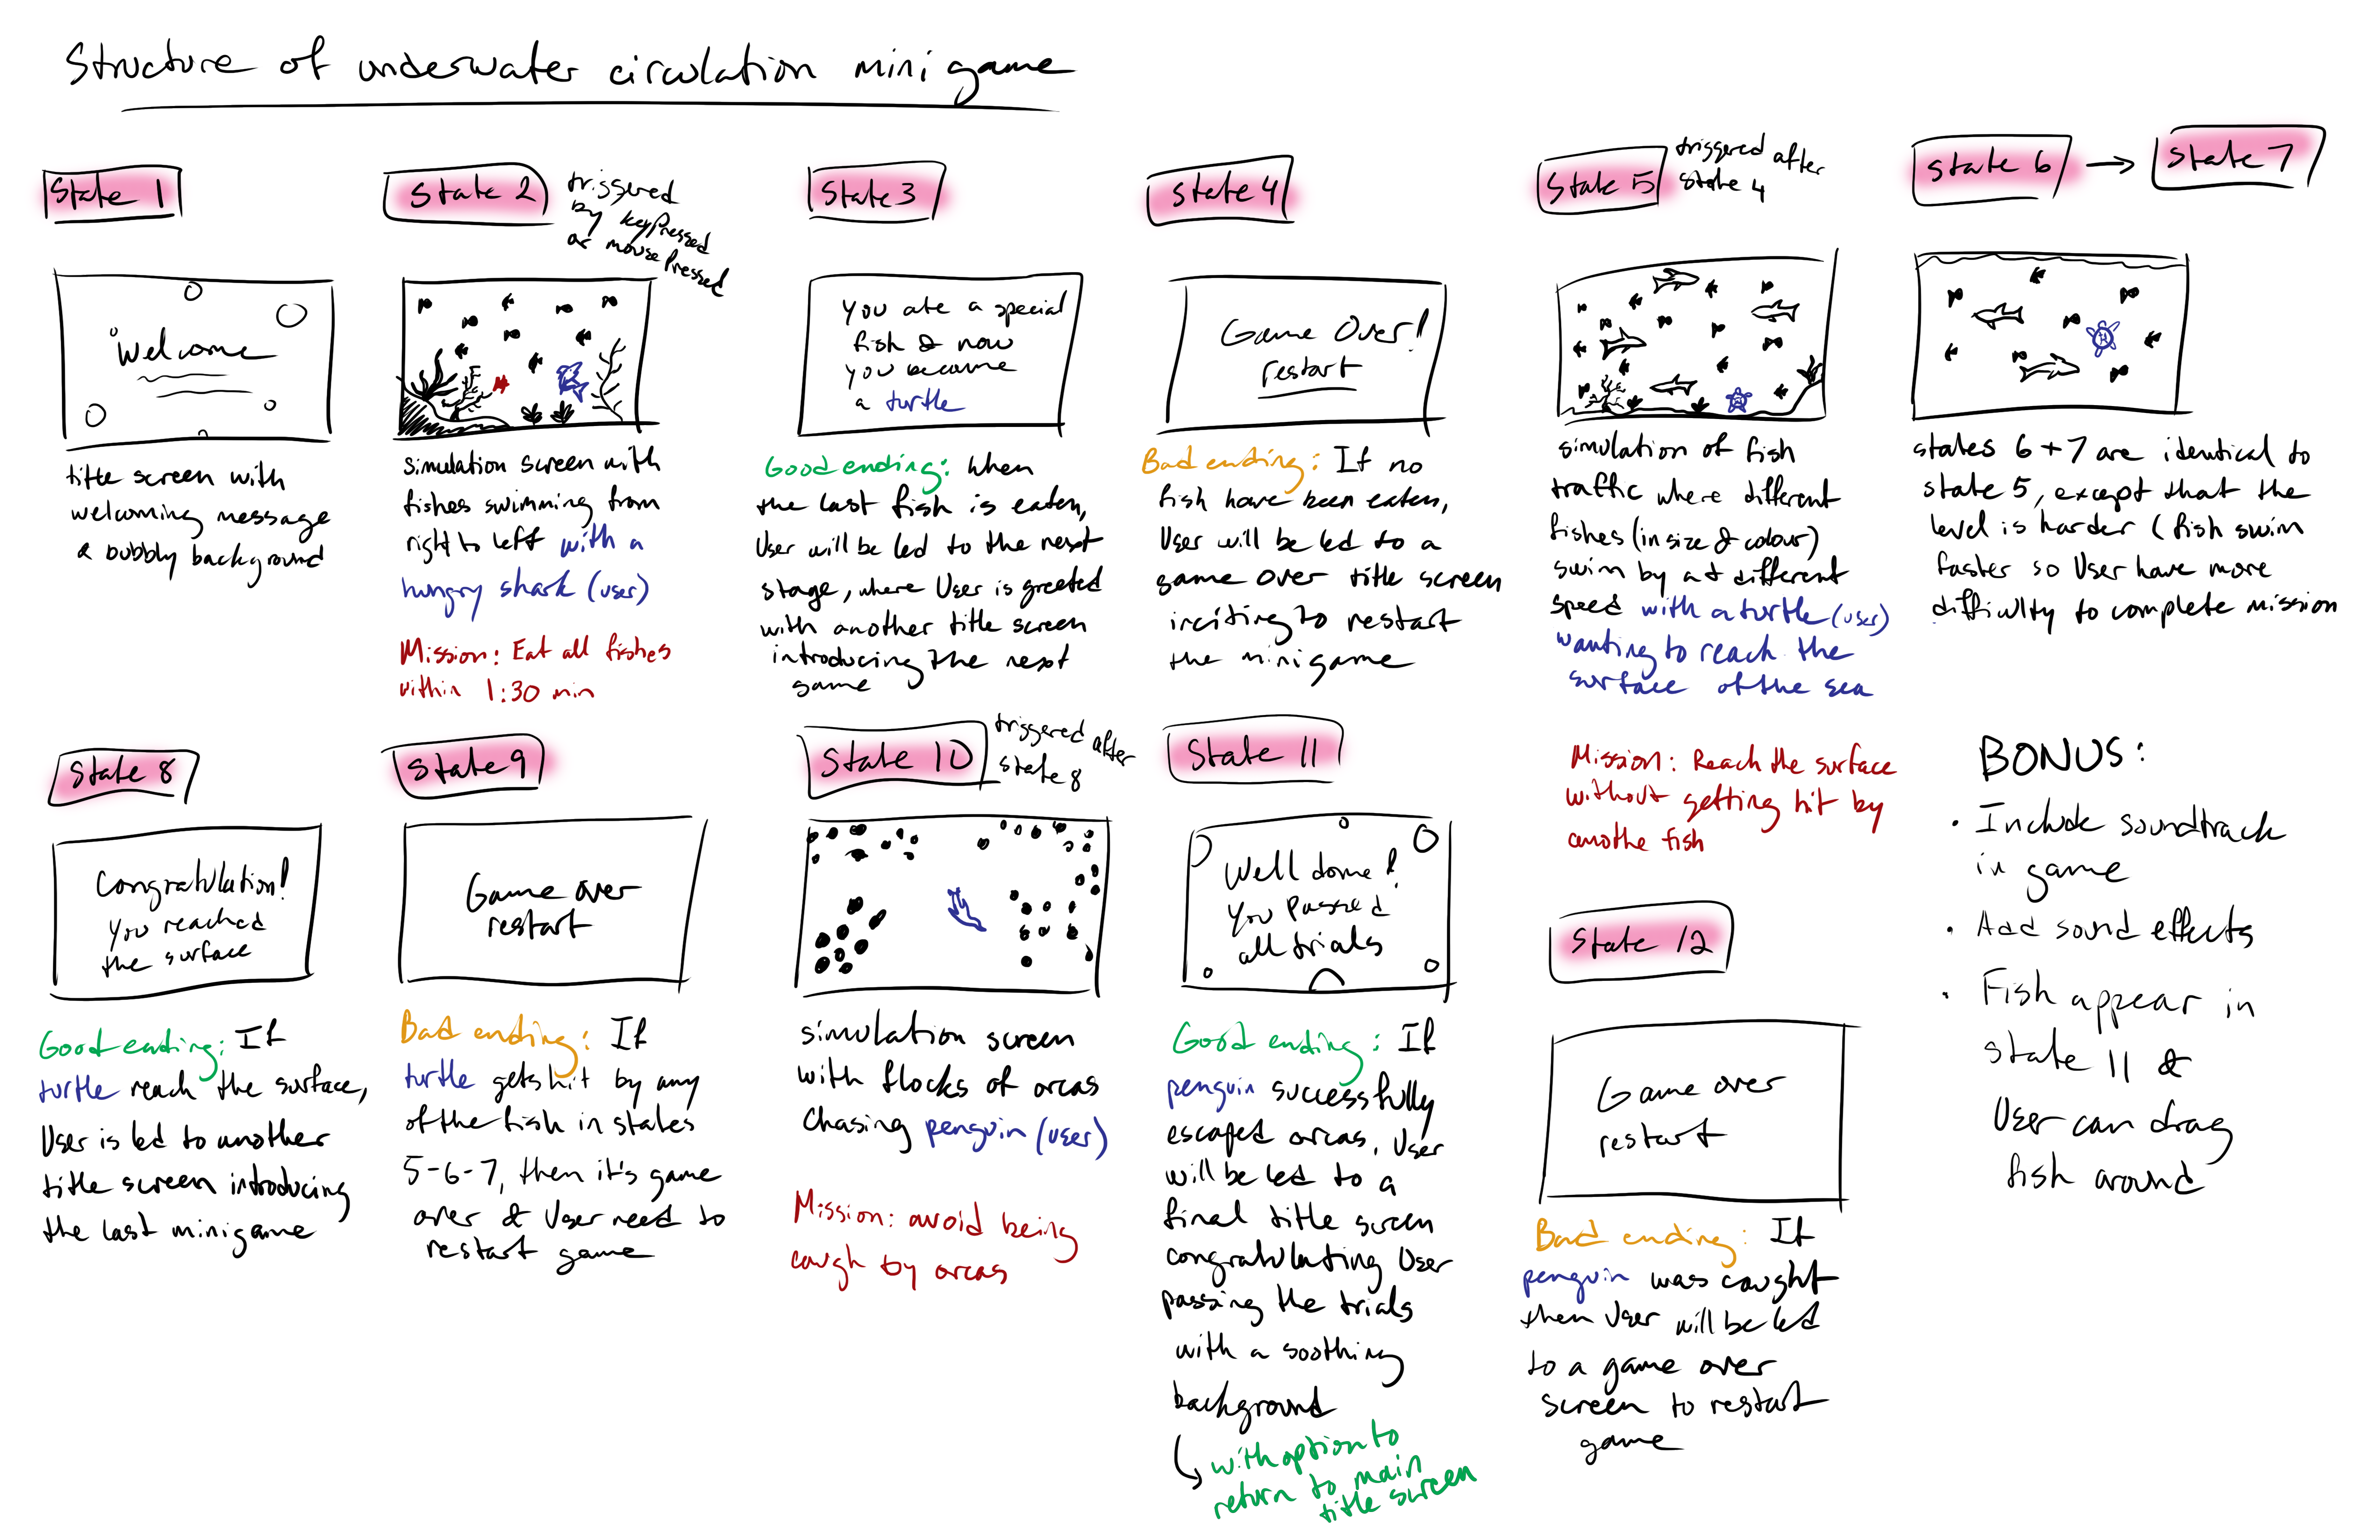 Structure of underwater circulation minigame
State 1
Welcome
title screen with
welcoming message
& bubbly background
State 2
triggered
by keyPressed
or mousePressed
simulation screen with
fishes swimming from
right to left with a
hungry shark (user)
Mission: Eat all fishes
within 1:30 min
State 3
You ate a special
fish & now
you become
a turtle
Good ending: When
the last fish is eaten,
User will be led to the next
stage, where User is greeted
with another title screen
introducing the next
game
State 4
Game Over!
restart
Bad ending: If no
fish have been eaten,
User will be led to a
game over title screen
inciting to restart
the minigame
State 5
triggered after
state 4
simulation of fish
traffic where different
fishes (in size & colour)
swim by at different
speed with a turtle (user)
wanting to reach the
surface of the sea
Mission: Reach the surface
without getting hit by
anothe fish
State 6
State 7
states 6+7 are identical to
state 5, except that the
level is harder (fish swim
faster so User have more
difficulty to complete mission
State 8
Congratulation!
You reached
the surface
Good ending: If
turtle reach the surface,
User is led to another
title screen introducing
the last minigame
State 9
Game over
restart
Bad ending: If
turtle gets hit by any
of the fish in states
5-6-7, then it's game
over & User need to
restart game
State 10
triggered after
state 8
simulation screen
with flocks of orcas
chasing penguin (user)
Mission: avoid being
caugh by orcas
State 11
Well done!
You passed
all trials
Good ending: If
penguin successfully
escaped orcas, User
will be led to a
final title screen
congratulating User
passing the trials
with a soothing
background
with option to
return to main
title screen
State 12
Game over
restart
Bad ending: If
penguin was caught
then User will be led
to a game over
screen to restart
game
BONUS:
• Include soundtrack
in game
• Add sound effects
• Fish appear in
state 11 &
User can drag
fish around